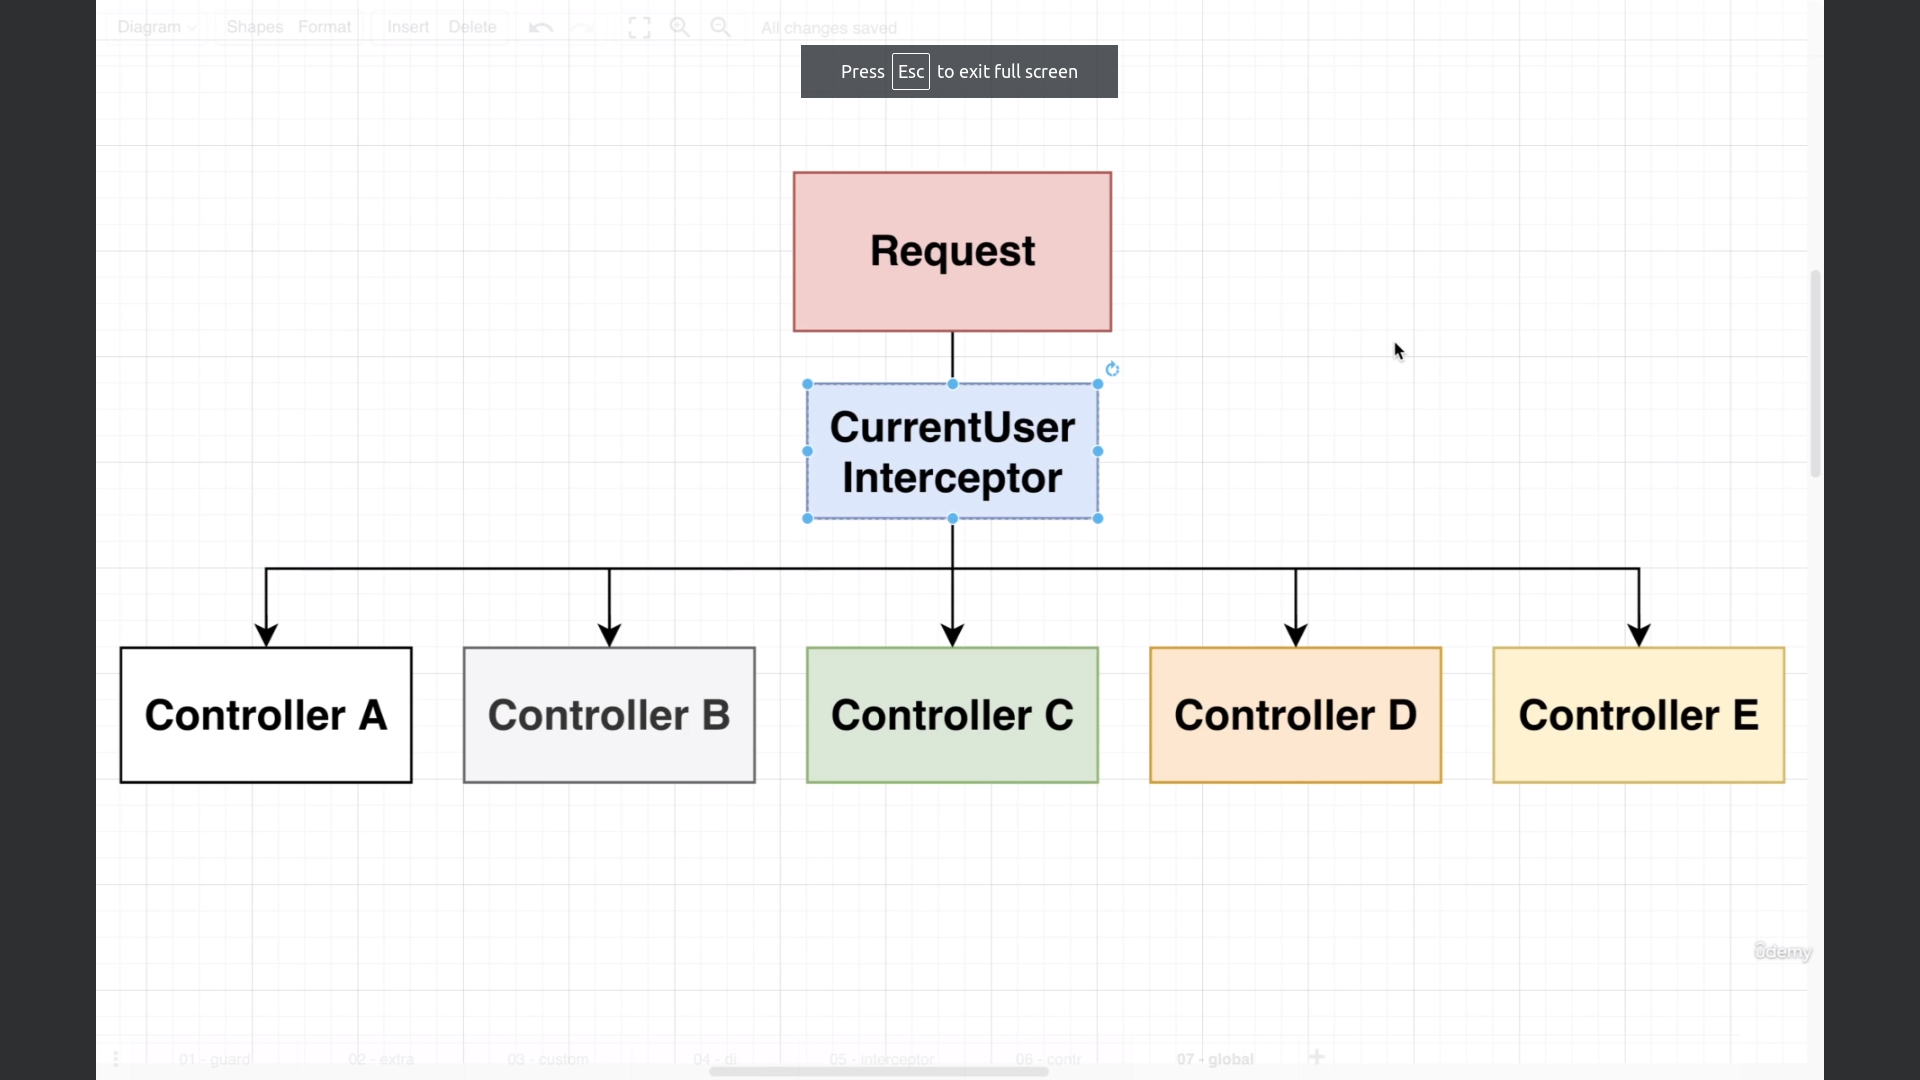 Diagram Shapes Format Insert Delete All changes saved
Press Esc to exit full screen
Request
CurrentUser
Interceptor
Controller A Controller B Controller C Controller D Controller E
ûdemy
01 - guard 02 - extra 03 - custom 04 - di 05 - interceptor 06 - contr 07 - global